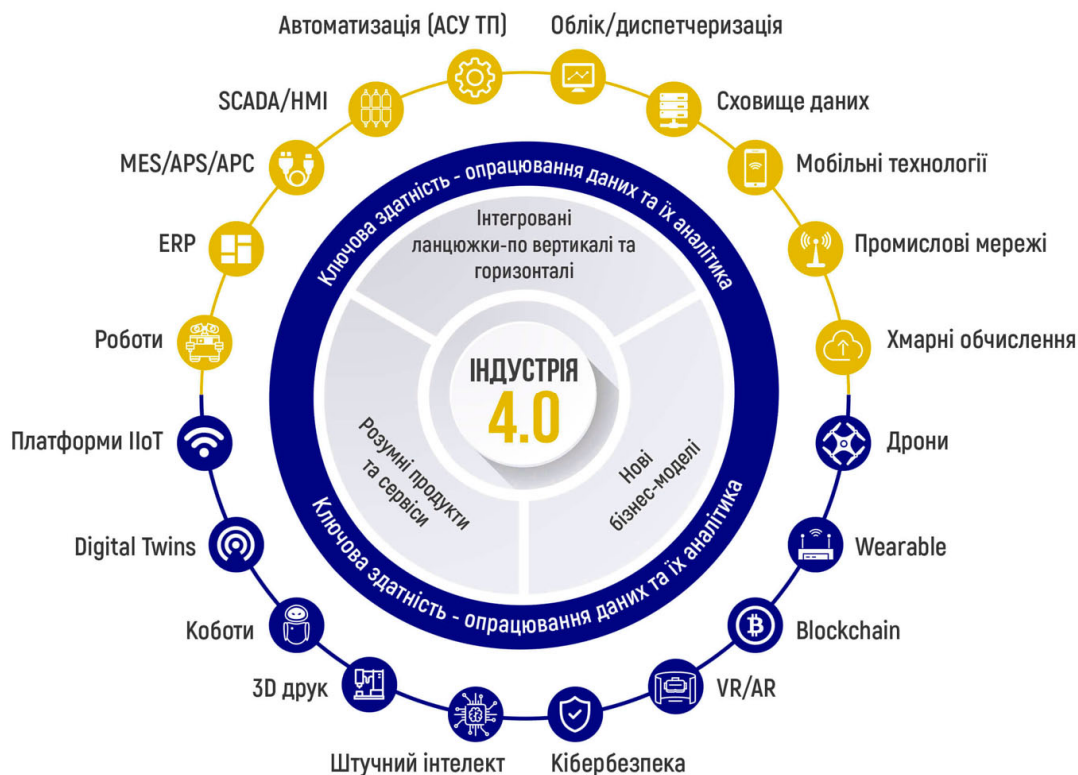 Автоматизація (АСУ ТП)
Облік/диспетчеризація
SCADA/HMI
Сховище даних
MES/APS/APC
Мобільні технології
ERP
Промислові мережі
Роботи
Хмарні обчислення
Ключова здатність - опрацювання даних та їх аналітика
Інтегровані
ланцюжки-по вертикалі та
горизонталі
ІНДУСТРІЯ
4.0
Розумні продукти
та сервіси
Нові
бізнес-моделі
Ключова здатність - опрацювання даних та їх аналітика
Платформи IIoT
Дрони
Digital Twins
Wearable
Коботи
Blockchain
3D друк
VR/AR
Штучний інтелект
Кібербезпека